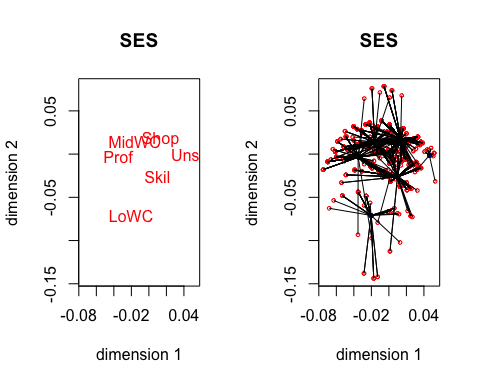 SES
dimension 2
0.05
-0.05
-0.15
-0.08
-0.02
0.04
dimension 1
MidWC
Shop
Prof
Uns
Skil
LoWC
SES
dimension 2
0.05
-0.05
-0.15
-0.08
-0.02
0.04
dimension 1